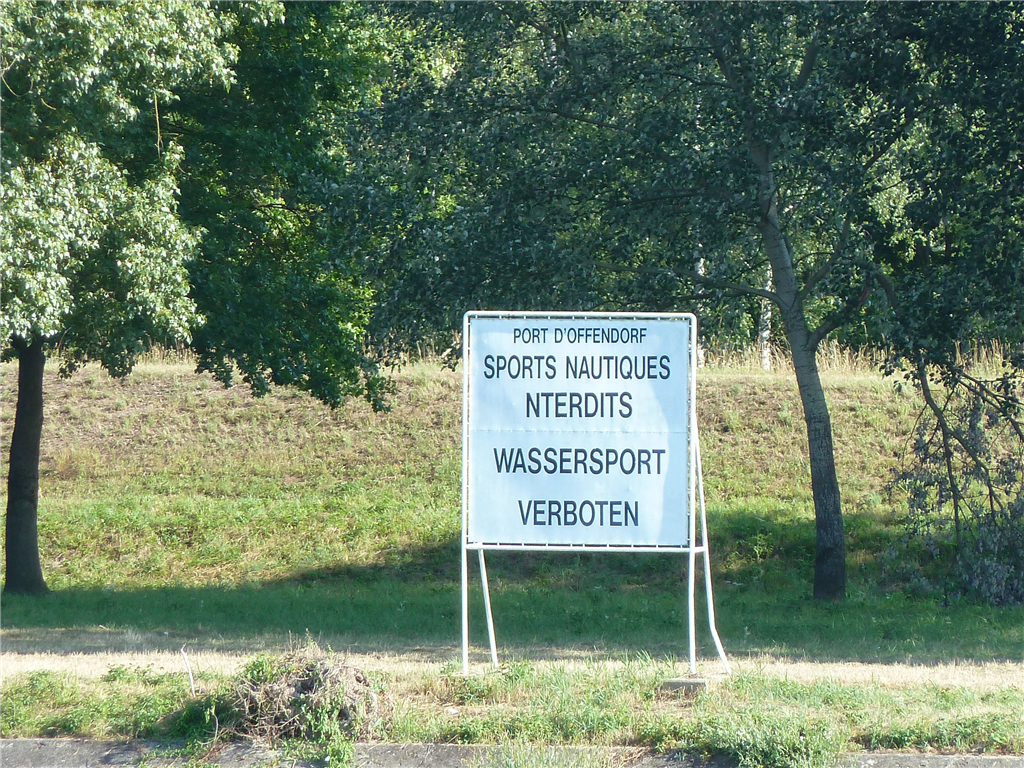 PORT D'OFFENDORF
SPORTS NAUTIQUES
NTERDITS
WASSERSPORT
VERBOTEN